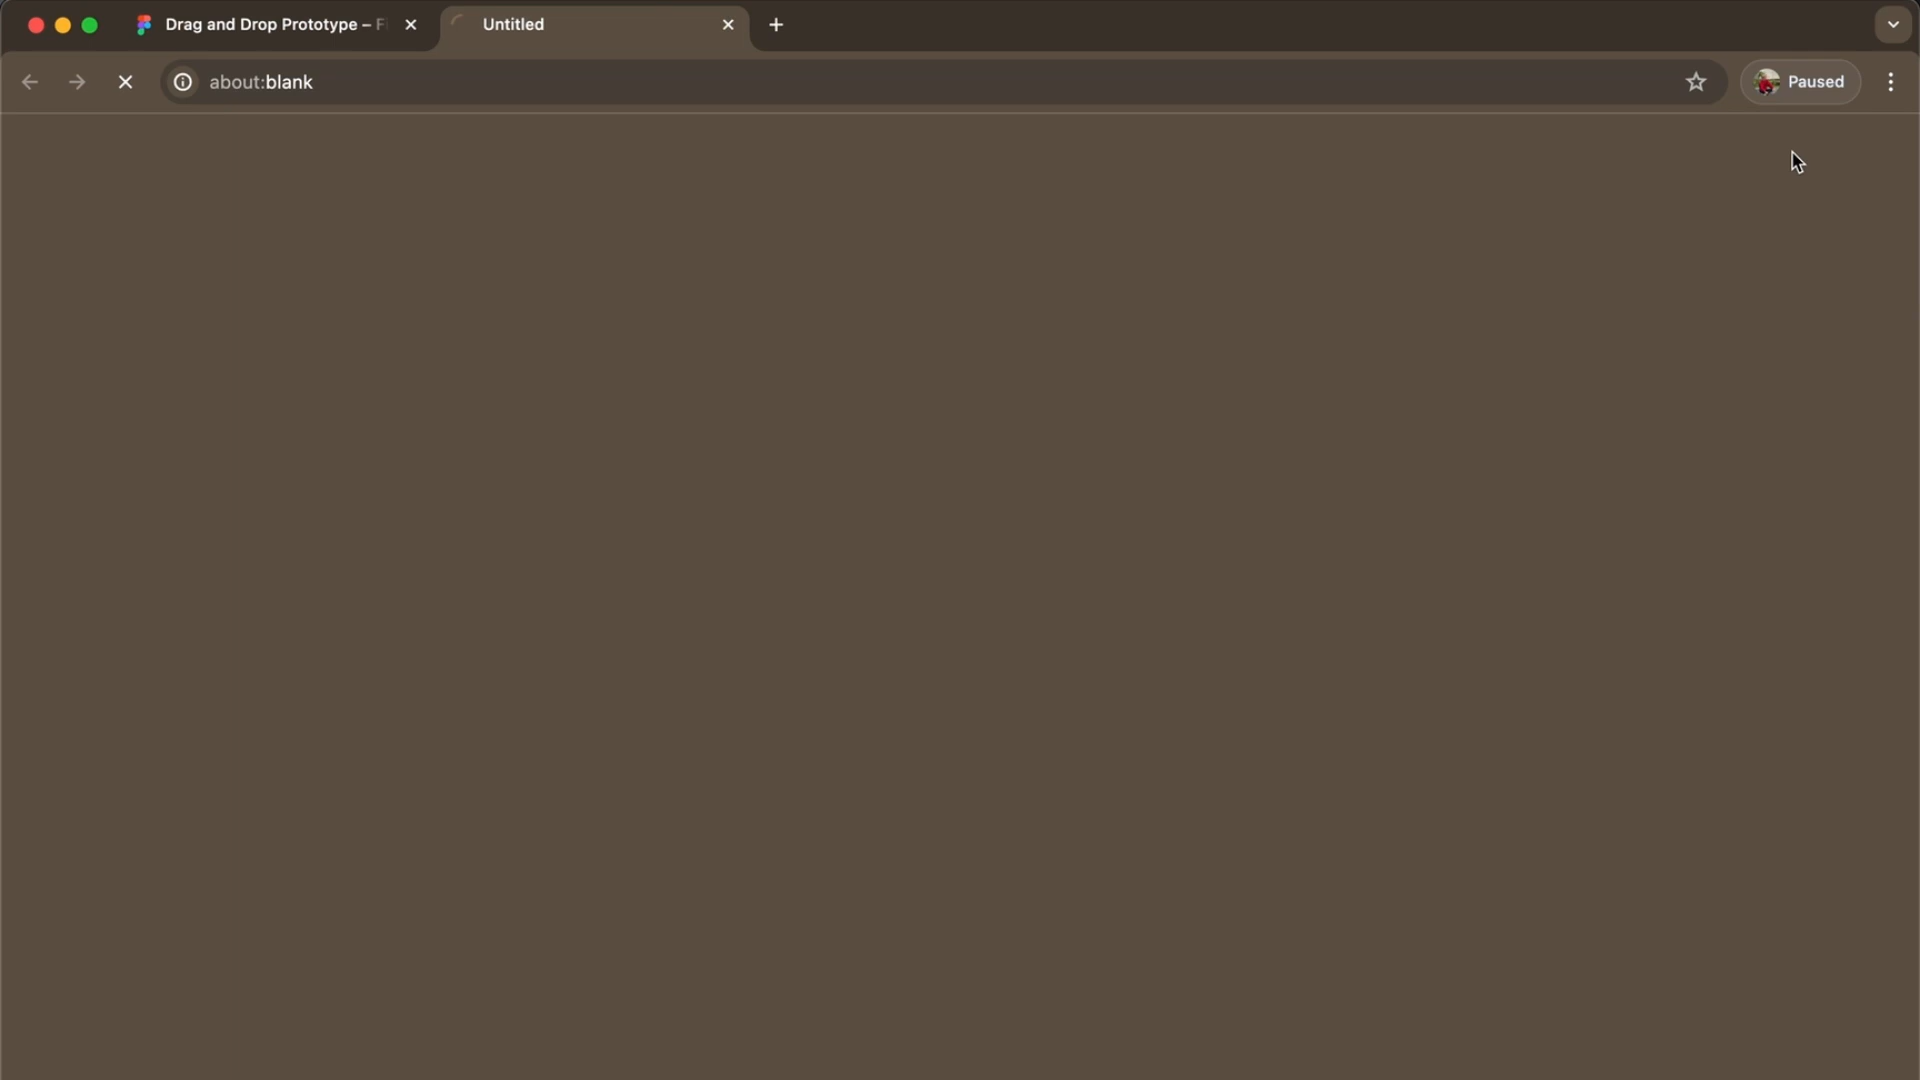 Drag and Drop Prototype – F
Untitled
about:blank
Paused